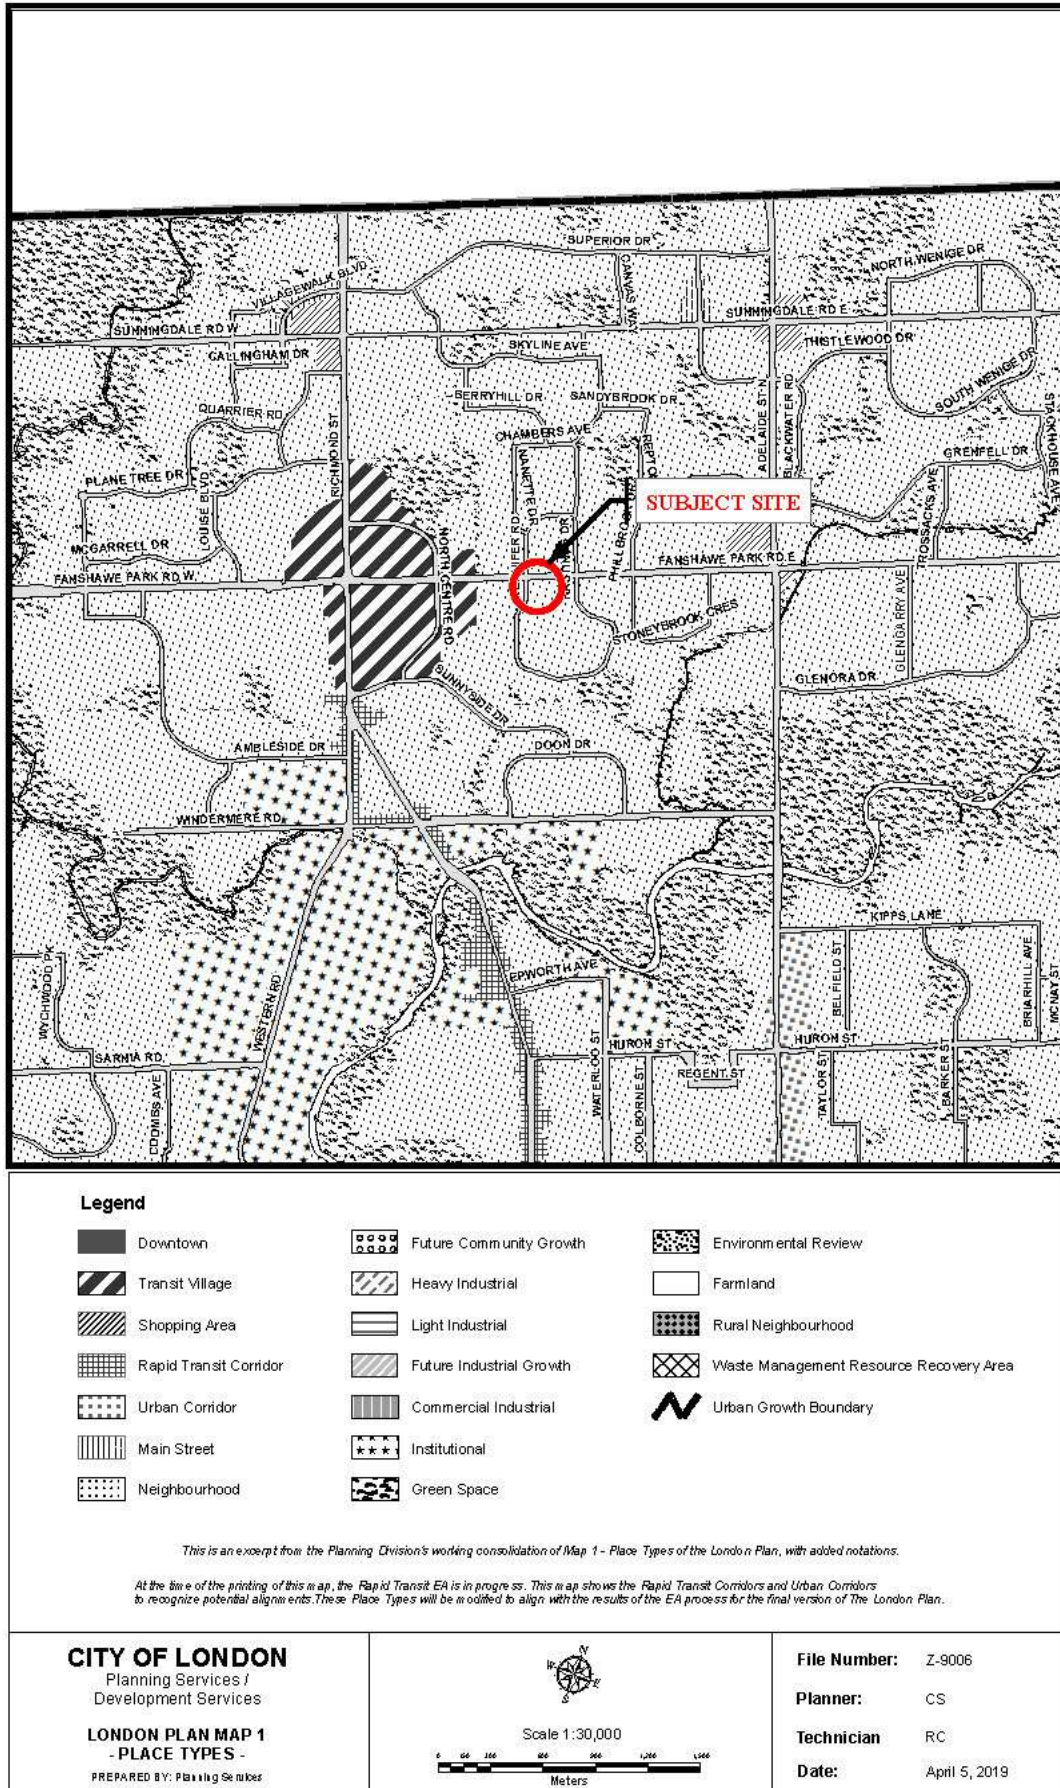 SUPERIOR DR
CANVAS WAY
NORTH WENIGE DR
VILLAGEWALK BLVD
SUNNINGDALE RD W
SUNNINGDALE RD E
CALLINGHAM DR
SKYLINE AVE
THISTLEWOOD DR
BERRYHILL DR
SANDYBROOK DR
SOUTH WENIGE DR
QUARRIER RD
RICHMOND ST
CHAMBERS AVE
ADELAIDE ST N
BLACKWATER RD
STACKHOUSE AVE
GRENFELL DR
PLANE TREE DR
LOUISE BLVD
NANETTE DR
SUBJECT SITE
TROSSACKS AVE
MCGARRELL DR
NORTH CENTRE RD
FANSHAWE PARK RD W
FANSHAWE PARK RD E
STONEYBROOK CRES
GLENGARRY AVE
GLENORA DR
SUNNYSIDE DR
AMBLESIDE DR
DOON DR
WINDERMERE RD
KIPPS LANE
WYCHWOOD PK
WESTERN RD
EPWORTH AVE
BELFIELD ST
BRIARHILL AVE
MCNAY ST
SARNIA RD
HURON ST
HURON ST
REGENT ST
COOMBS AVE
WATERLOO ST
COLBORNE ST
TAYLOR ST
BARKER ST
Legend
Downtown
Transit Village
Shopping Area
Rapid Transit Corridor
Urban Corridor
Main Street
Neighbourhood
Future Community Growth
Heavy Industrial
Light Industrial
Future Industrial Growth
Commercial Industrial
Institutional
Green Space
Environmental Review
Farmland
Rural Neighbourhood
Waste Management Resource Recovery Area
Urban Growth Boundary
This is an excerpt from the Planning Division's working consolidation of Map 1 - Place Types of the London Plan, with added notations.
At the time of the printing of this map, the Rapid Transit EA is in progress. This map shows the Rapid Transit Corridors and Urban Corridors
to recognize potential alignments. These Place Types will be modified to align with the results of the EA process for the final version of The London Plan.
CITY OF LONDON
Planning Services /
Development Services
LONDON PLAN MAP 1
- PLACE TYPES -
PREPARED BY: Planning Services
N
W E
S
Scale 1:30,000
Meters
File Number: Z-9006
Planner: CS
Technician RC
Date: April 5, 2019